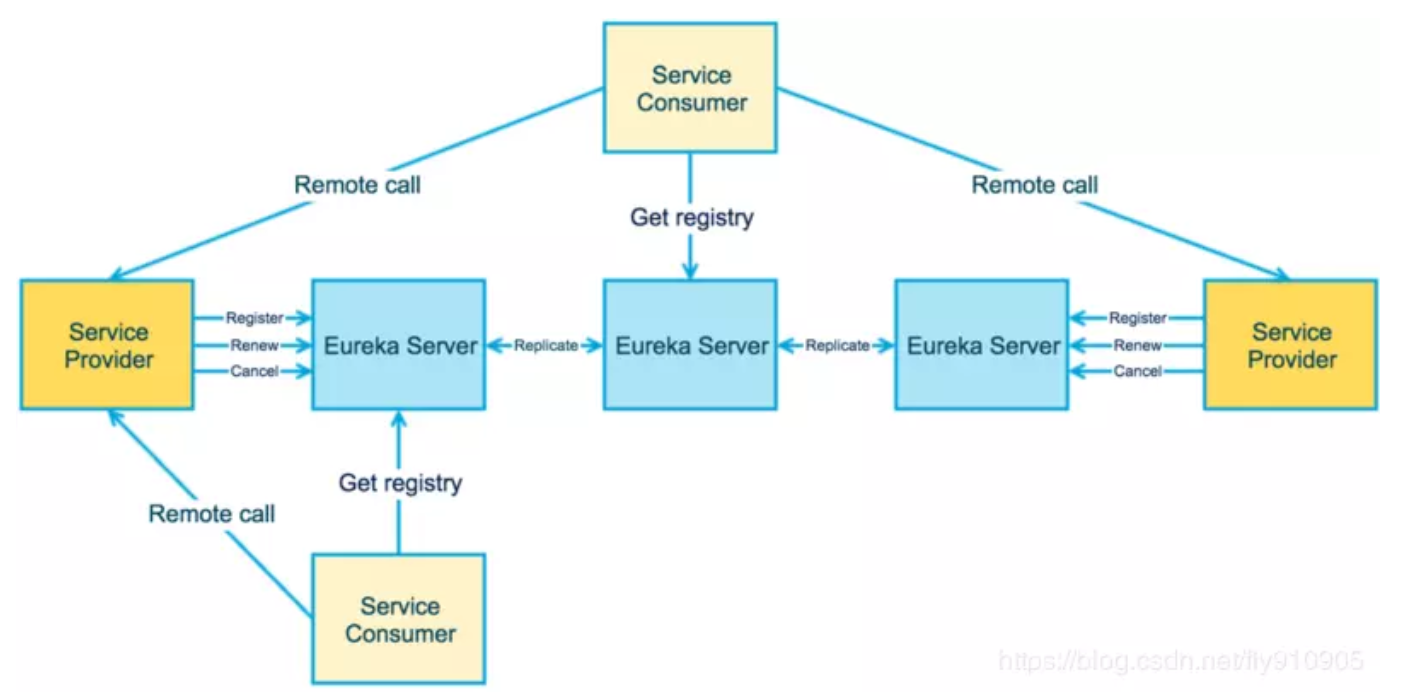 Service
Consumer
Remote call
Remote call
Get registry
Service
Provider
Register
Renew
Cancel
Eureka Server
Replicate
Eureka Server
Replicate
Eureka Server
Register
Renew
Cancel
Service
Provider
Get registry
Remote call
Service
Consumer
https://blog.csdn.net/fly910905